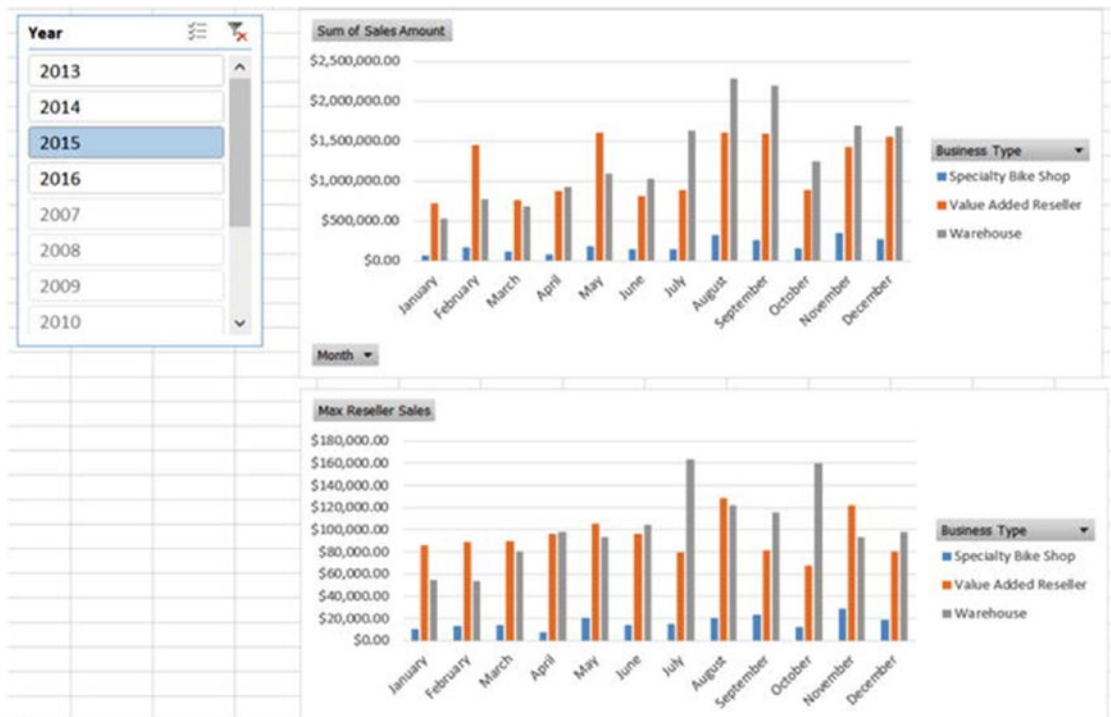 Year
2013
2014
2015
2016
2007
2008
2009
2010
Sum of Sales Amount
$2,500,000.00
$2,000,000.00
$1,500,000.00
$1,000,000.00
$500,000.00
$0.00
January
February
March
April
May
June
July
August
September
October
November
December
Business Type
Specialty Bike Shop
Value Added Reseller
Warehouse
Month
Max Reseller Sales
$180,000.00
$160,000.00
$140,000.00
$120,000.00
$100,000.00
$80,000.00
$60,000.00
$40,000.00
$20,000.00
$0.00
January
February
March
April
May
June
July
August
September
October
November
December
Business Type
Specialty Bike Shop
Value Added Reseller
Warehouse